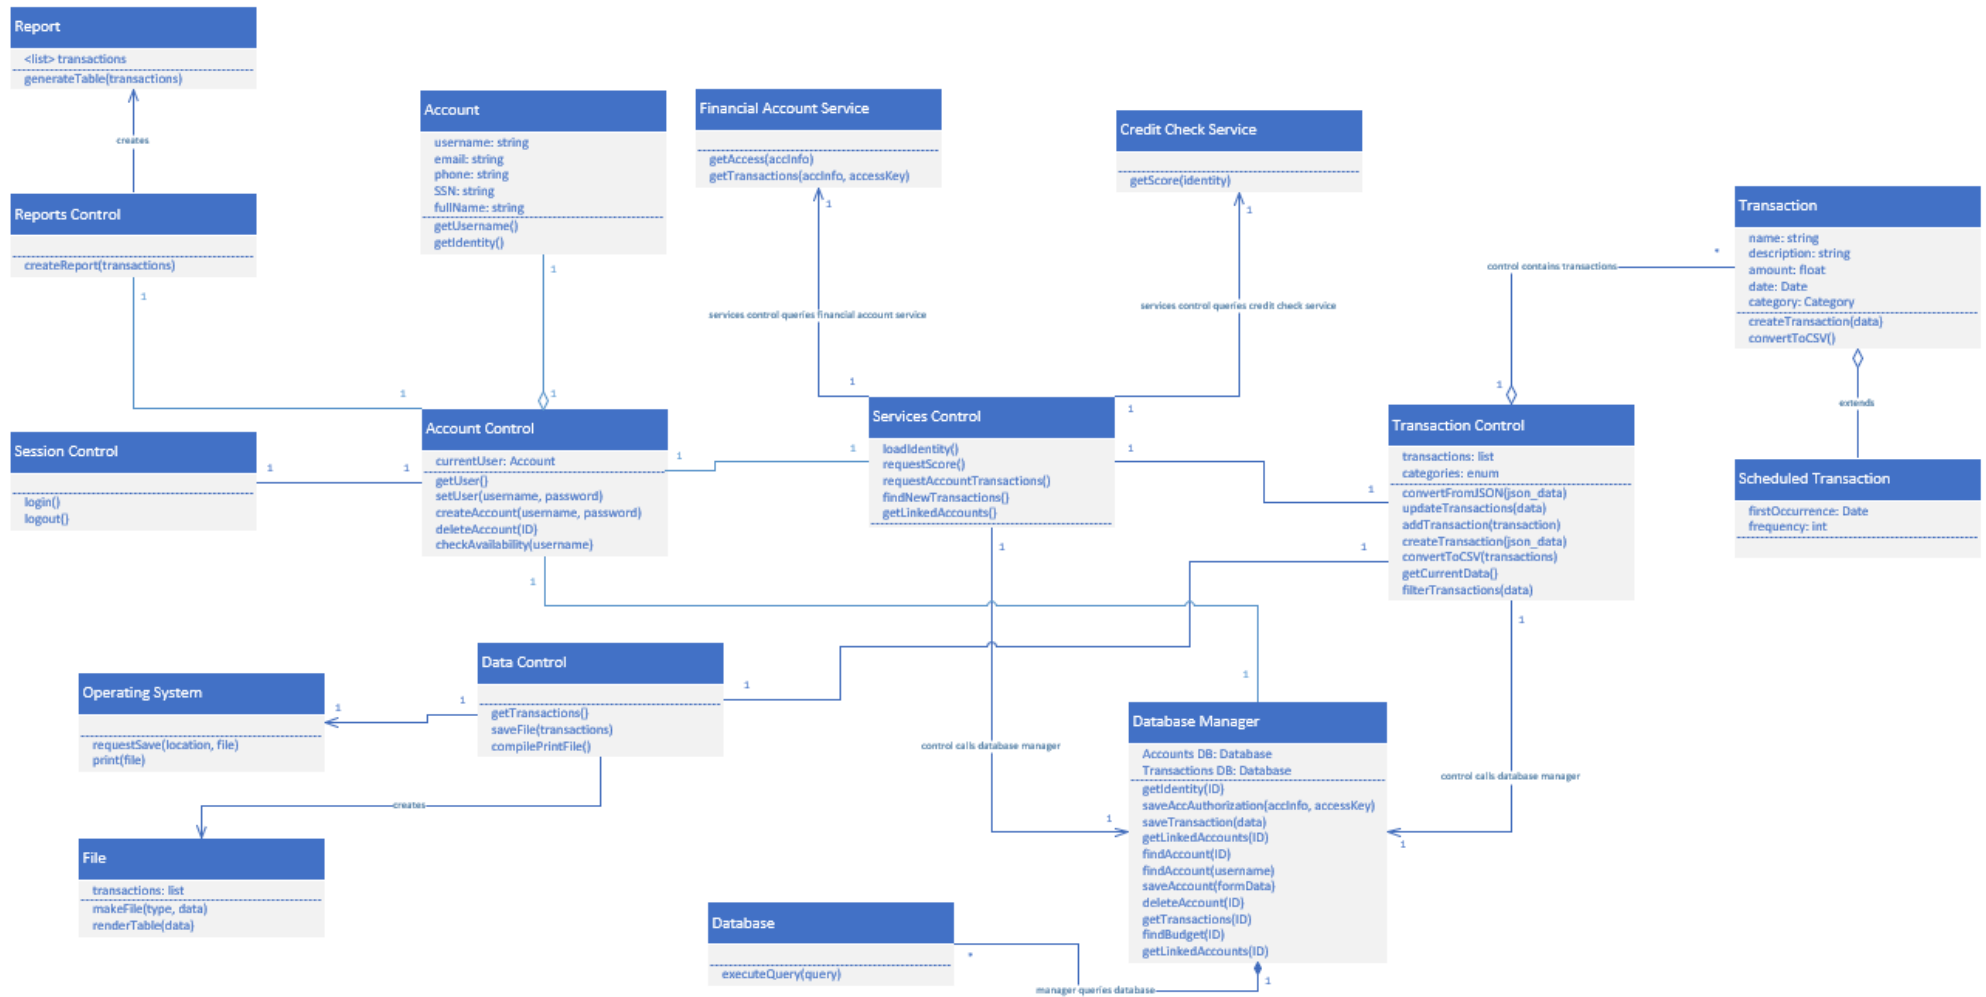 Report
<list> transactions
generateTable(transactions)
creates
Reports Control
createReport(transactions)
1
1
Account
username: string
email: string
phone: string
SSN: string
fullName: string
getUsername()
getIdentity()
1
1
Financial Account Service
getAccess(accInfo)
getTransactions(accInfo, accessKey)
1
services control queries financial account service
1
Credit Check Service
getScore(identity)
1
services control queries credit check service
1
Transaction
name: string
description: string
amount: float
date: Date
category: Category
createTransaction(data)
convertToCSV()
*
control contains transactions
1
extends
Scheduled Transaction
firstOccurrence: Date
frequency: int
Session Control
login()
logout()
1
1
Account Control
currentUser: Account
getUser()
setUser(username, password)
createAccount(username, password)
deleteAccount(ID)
checkAvailability(username)
1
1
1
Services Control
loadIdentity()
requestScore()
requestAccountTransactions()
findNewTransactions()
getLinkedAccounts()
1
1
1
Transaction Control
transactions: list
categories: enum
convertFromJSON(json_data)
updateTransactions(data)
addTransaction(transaction)
createTransaction(json_data)
convertToCSV(transactions)
getCurrentData()
filterTransactions(data)
1
1
Data Control
getTransactions()
saveFile(transactions)
compilePrintFile()
1
1
1
Operating System
requestSave(location, file)
print(file)
creates
File
transactions: list
makeFile(type, data)
renderTable(data)
control calls database manager
1
1
control calls database manager
1
Database Manager
Accounts DB: Database
Transactions DB: Database
getIdentity(ID)
saveAccAuthorization(accInfo, accessKey)
saveTransaction(data)
getLinkedAccounts(ID)
findAccount(ID)
findAccount(username)
saveAccount(formData)
deleteAccount(ID)
getTransactions(ID)
findBudget(ID)
getLinkedAccounts(ID)
1
Database
executeQuery(query)
*
manager queries database